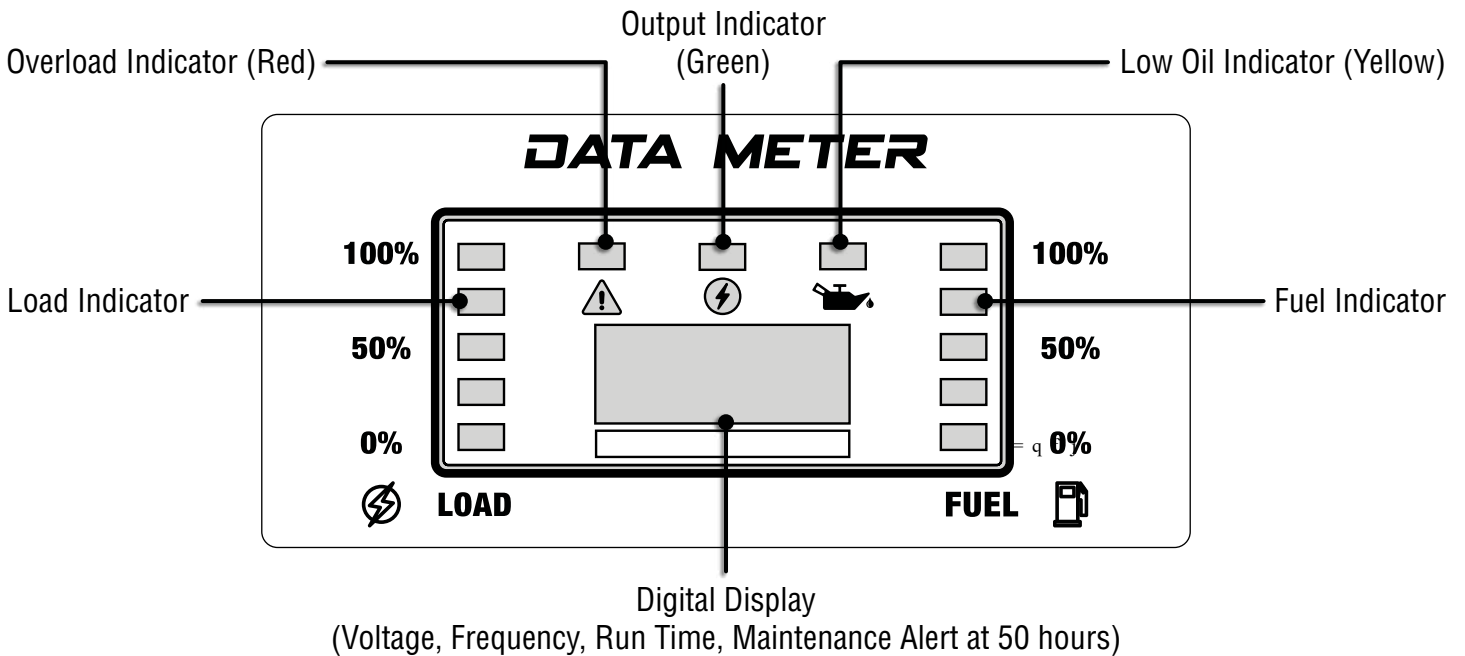 Output Indicator
(Green)
Overload Indicator (Red)
Low Oil Indicator (Yellow)
DATA METER
100%
100%
Load Indicator
Fuel Indicator
50%
50%
0%
= q
0%
LOAD
FUEL
Digital Display
(Voltage, Frequency, Run Time, Maintenance Alert at 50 hours)